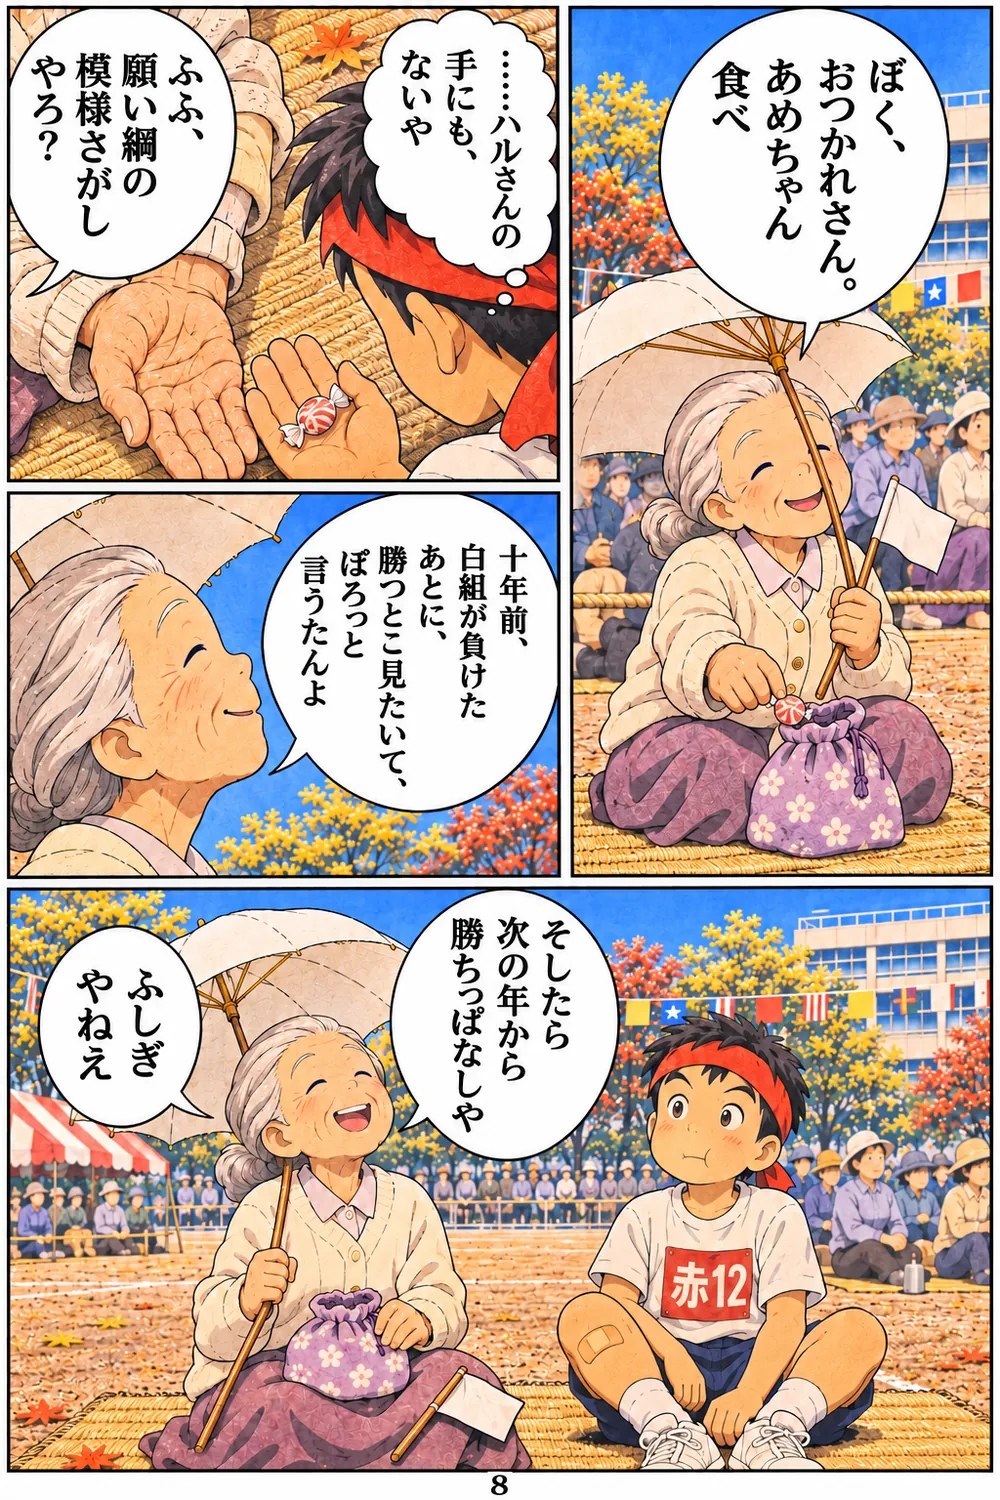 ぼく、
おつかれさん。
あめちゃん
食べ
……ハルさんの
手にも、
ないや
ふふ、
願い綱の
模様さがし
やろ？
十年前、
白組が負けた
あとに、
勝つとこ見たいて、
ぽろっと
言うたんよ
そしたら
次の年から
勝ちっぱなしや
ふしぎ
やねえ
赤12
8